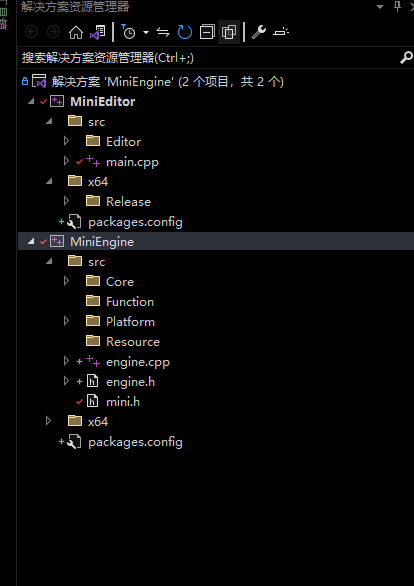 解决方案资源管理器
搜索解决方案资源管理器(Ctrl+;)
解决方案 'MiniEngine' (2 个项目，共 2 个)
MiniEditor
src
Editor
main.cpp
x64
Release
packages.config
MiniEngine
src
Core
Function
Platform
Resource
engine.cpp
engine.h
mini.h
x64
packages.config